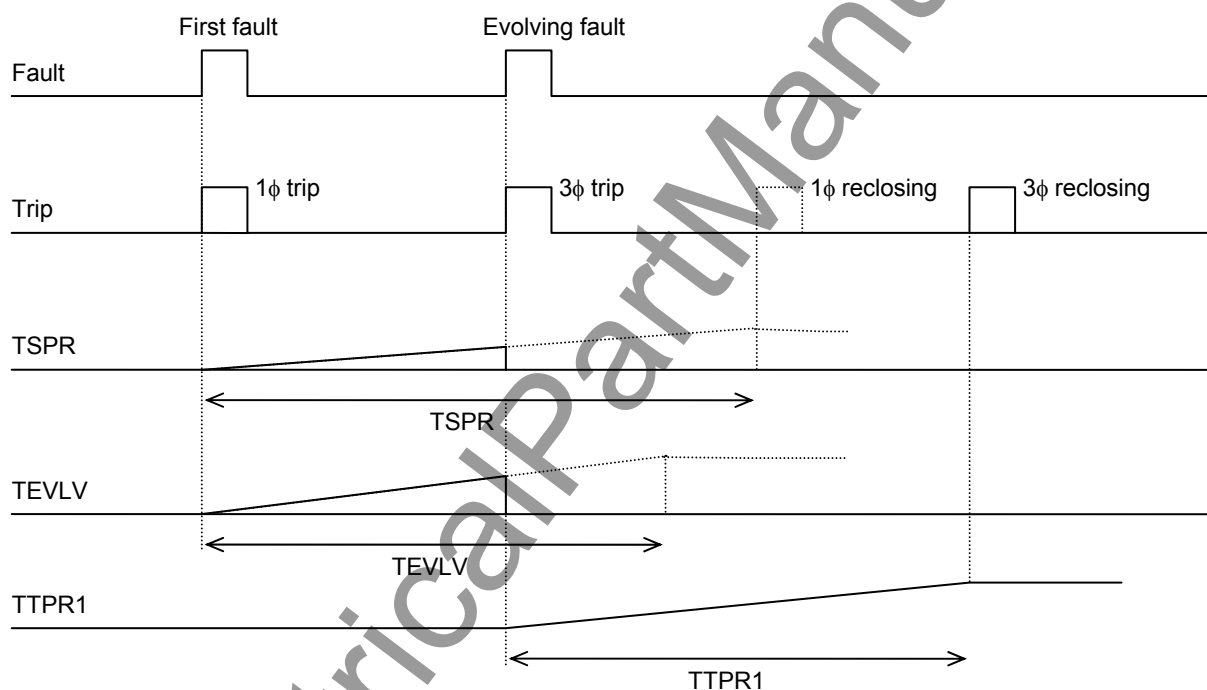 First fault
Evolving fault
Fault
1ϕ trip
3ϕ trip
1ϕ reclosing
3ϕ reclosing
Trip
TSPR
TSPR
TEVLV
TEVLV
TTPR1
TTPR1
tricalPartManu